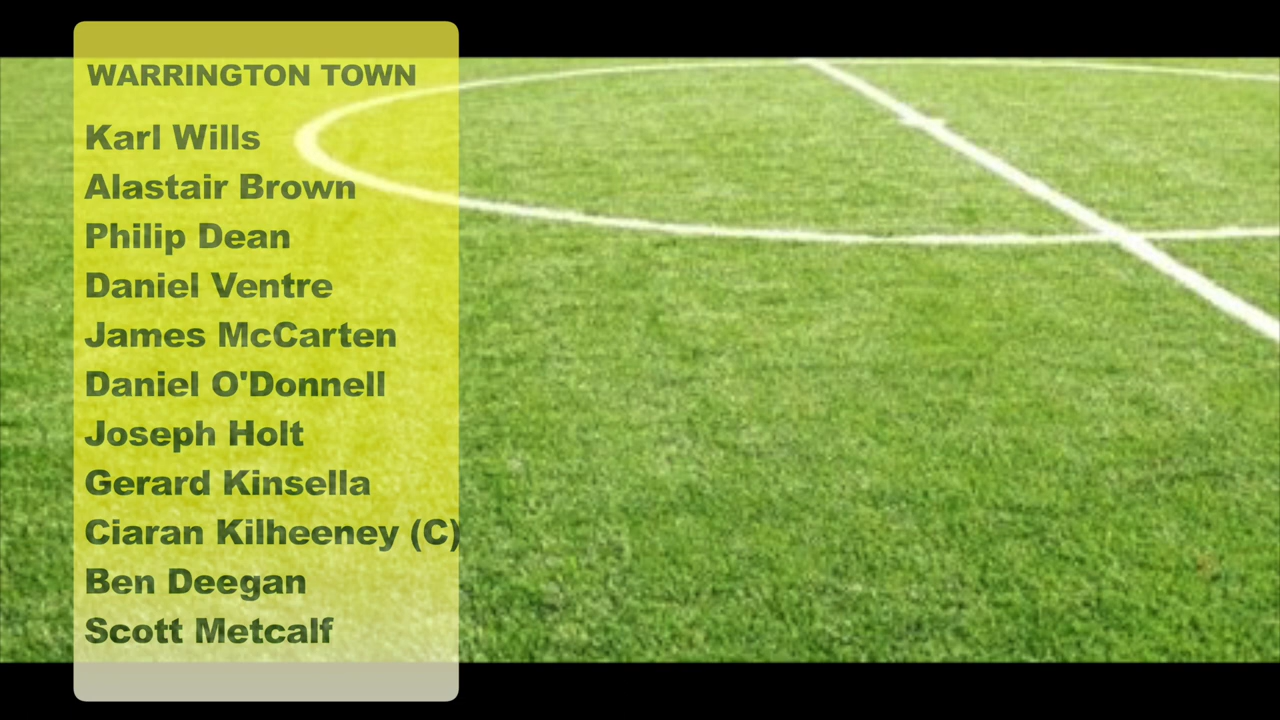 WARRINGTON TOWN
Karl Wills
Alastair Brown
Philip Dean
Daniel Ventre
James McCarten
Daniel O'Donnell
Joseph Holt
Gerard Kinsella
Ciaran Kilheeney (C)
Ben Deegan
Scott Metcalf